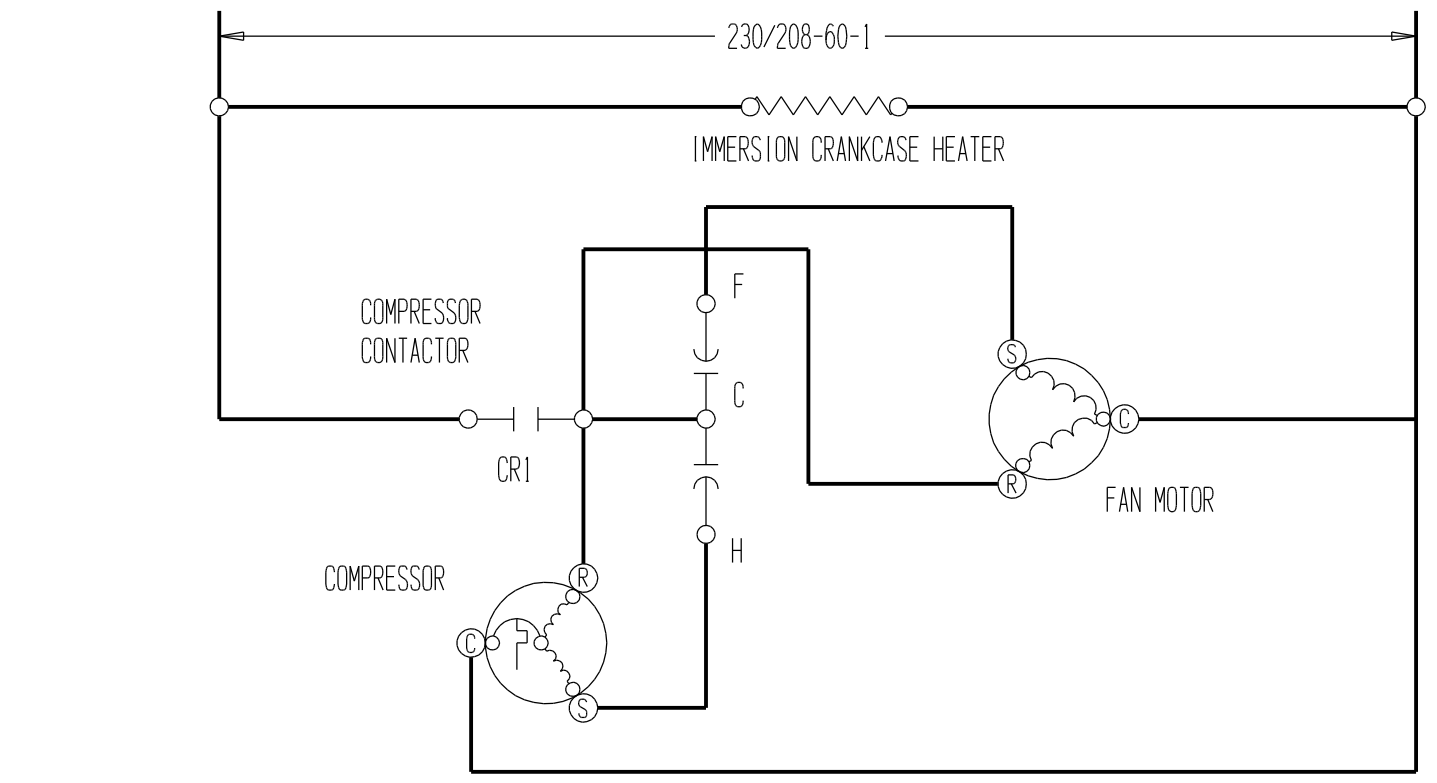 230/208-60-1
IMMERSION CRANKCASE HEATER
F
COMPRESSOR
CONTACTOR
S
C
C
CR1
R
FAN MOTOR
H
COMPRESSOR
R
C
S